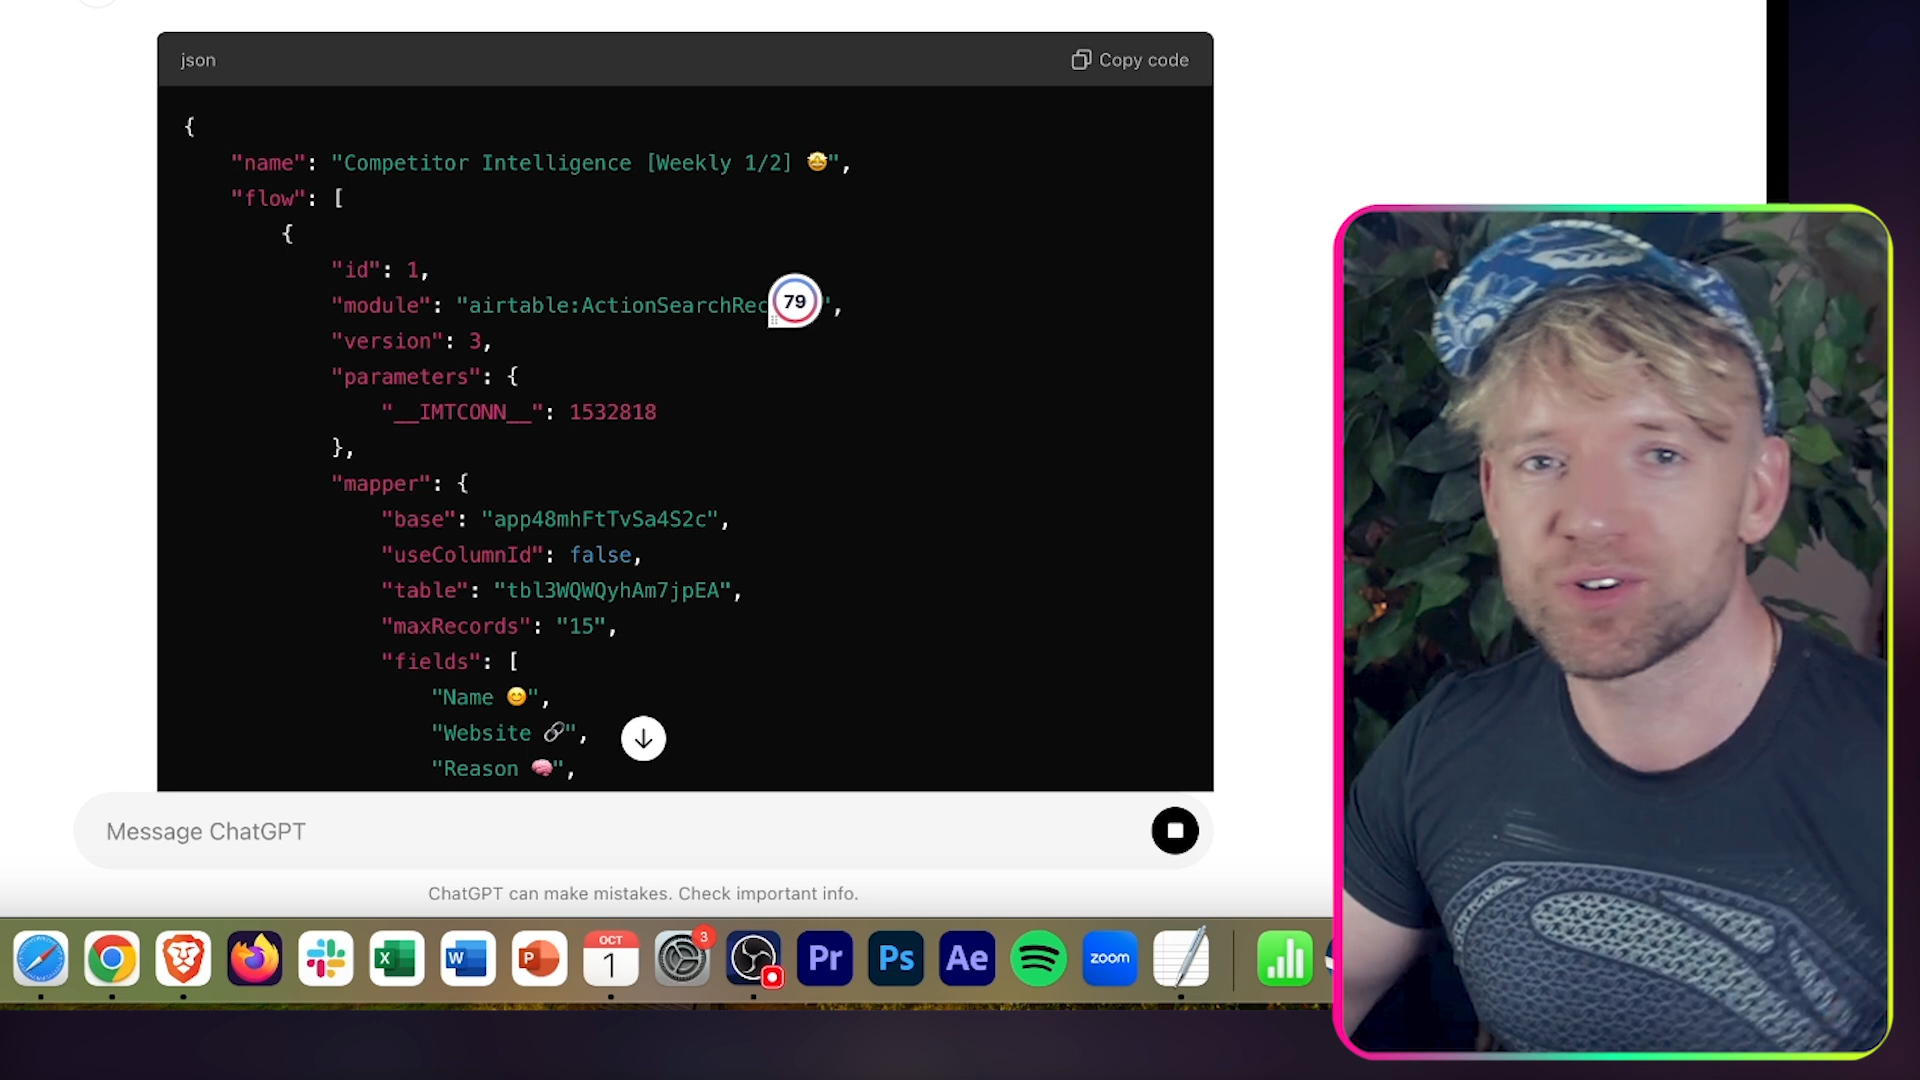 json
Copy code
{
"name": "Competitor Intelligence [Weekly 1/2] 🤩",
"flow": [
{
"id": 1,
"module": "airtable:ActionSearchRec ",
79
"version": 3,
"parameters": {
"__IMTCONN__": 1532818
},
"mapper": {
"base": "app48mhFtTvSa4S2c",
"useColumnId": false,
"table": "tbl3WQWQyhAm7jpEA",
"maxRecords": "15",
"fields": [
"Name 😊",
"Website 🔗",
"Reason 🧠",
Message ChatGPT
ChatGPT can make mistakes. Check important info.
X
W
P
OCT
1
3
Pr
Ps
Ae
zoom